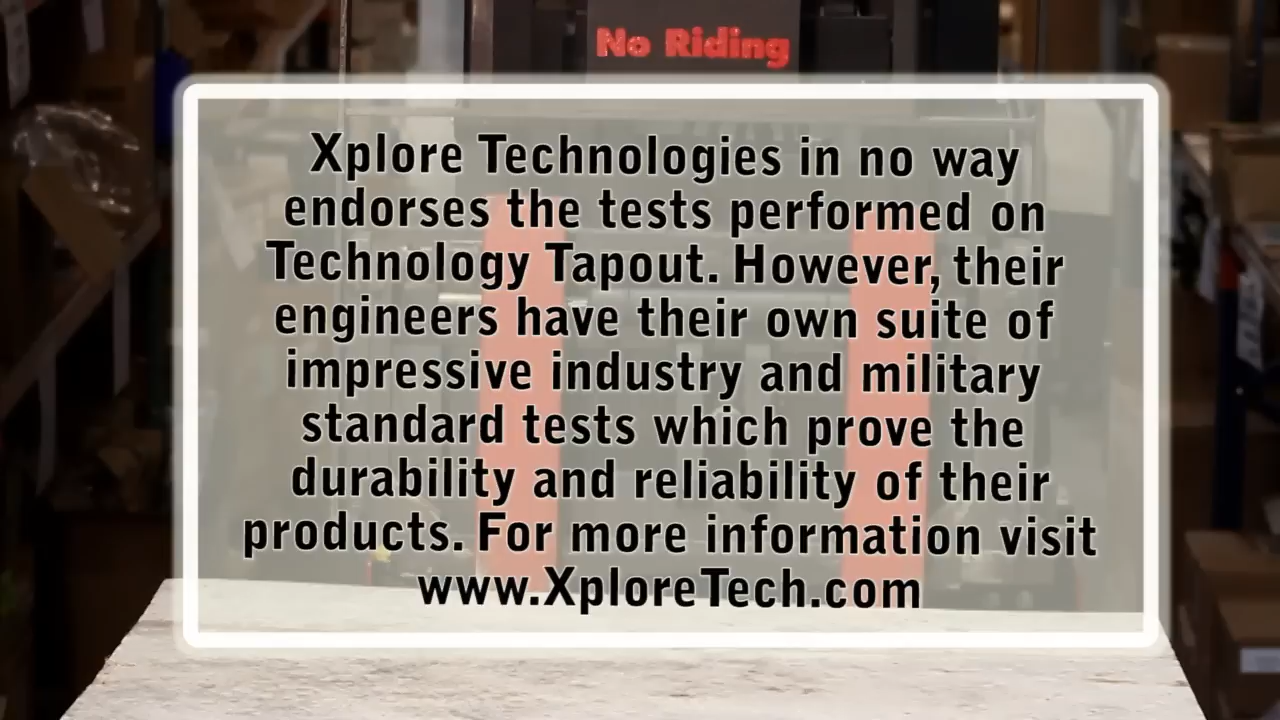 No Riding
Xplore Technologies in no way
endorses the tests performed on
Technology Tapout. However, their
engineers have their own suite of
impressive industry and military
standard tests which prove the
durability and reliability of their
products. For more information visit
www.XploreTech.com